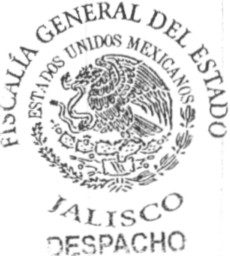 FISCALÍA GENERAL DEL ESTADO
ESTADOS UNIDOS MEXICANOS
JALISCO
DESPACHO